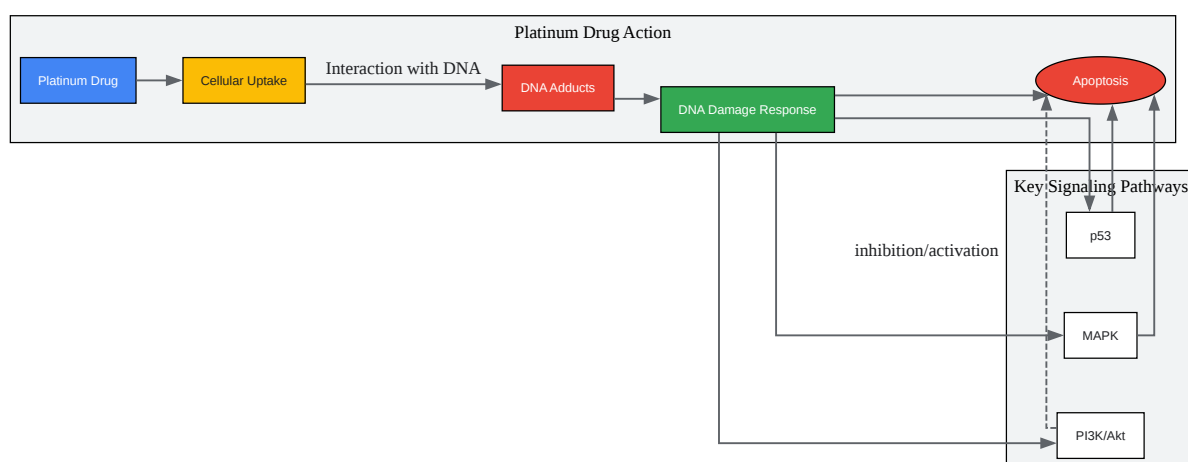 Platinum Drug Action
Platinum Drug
Cellular Uptake
Interaction with DNA
DNA Adducts
DNA Damage Response
Apoptosis
Key Signaling Pathways
p53
inhibition/activation
MAPK
PI3K/Akt